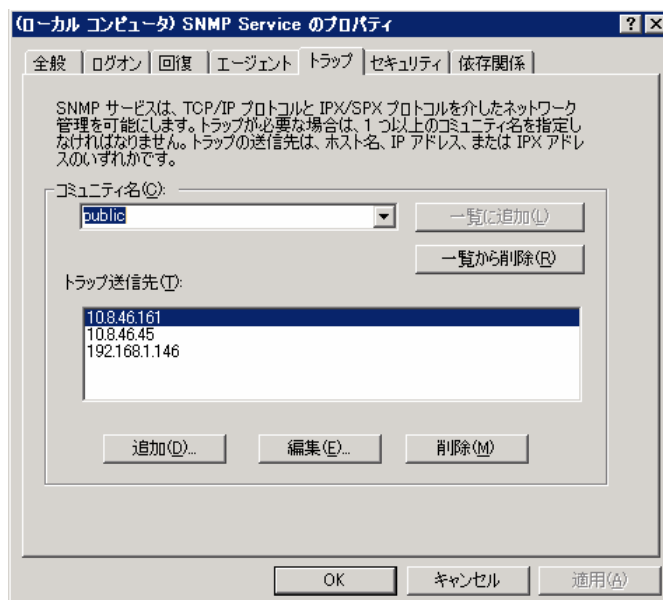 (ローカル コンピュータ) SNMP Service のプロパティ
全般 ログオン 回復 エージェント トラップ セキュリティ 依存関係
SNMP サービスは、TCP/IP プロトコルと IPX/SPX プロトコルを介したネットワーク
管理を可能にします。トラップが必要な場合は、1 つ以上のコミュニティ名を指定し
なければなりません。トラップの送信先は、ホスト名、IP アドレス、または IPX アドレ
スのいずれかです。
コミュニティ名(C):
public
一覧に追加(L)
一覧から削除(R)
トラップ送信先(T):
10.8.46.161
10.8.46.45
192.168.1.146
追加(D)... 編集(E)... 削除(M)
OK キャンセル 適用(A)